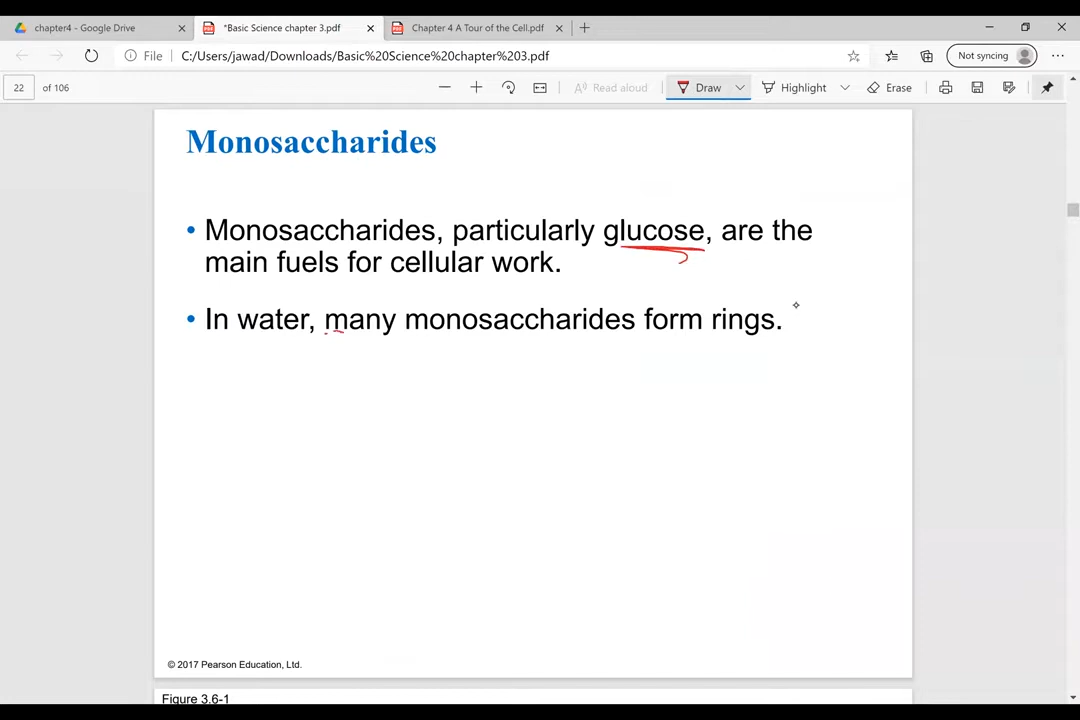 chapter4 - Google Drive
*Basic Science chapter 3.pdf
Chapter 4 A Tour of the Cell.pdf
File C:/Users/jawad/Downloads/Basic%20Science%20chapter%203.pdf
Not syncing
22 of 106
Read aloud
Draw
Highlight
Erase
Monosaccharides
• Monosaccharides, particularly glucose, are the
main fuels for cellular work.
• In water, many monosaccharides form rings.
© 2017 Pearson Education, Ltd.
Figure 3.6-1